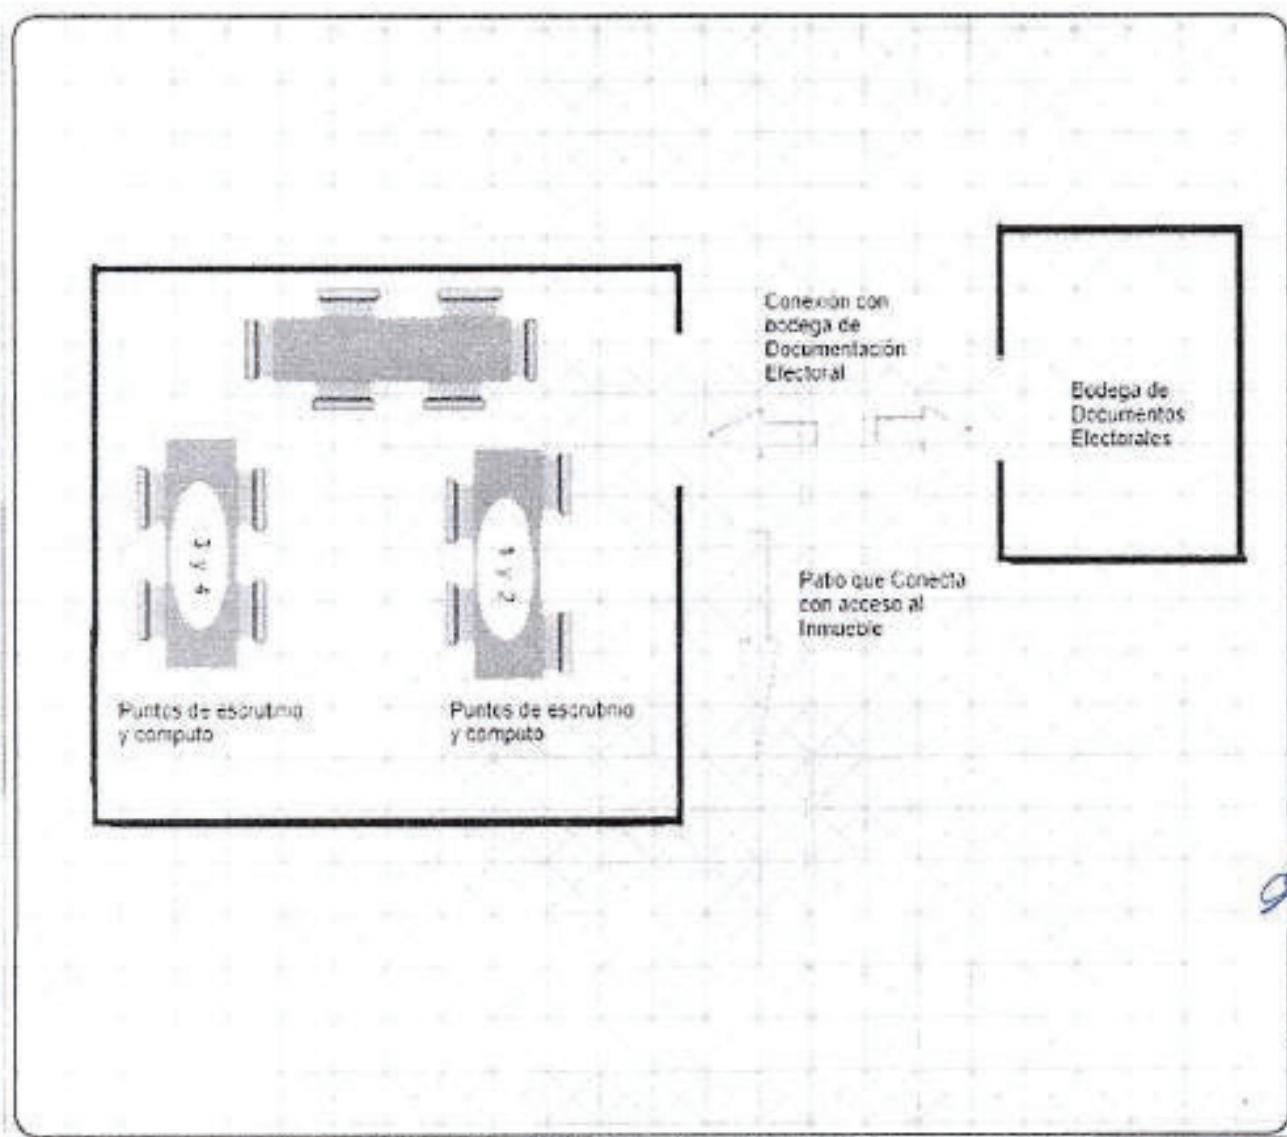 Conexión con
bodega de
Documentación
Electoral
Bodega de
Documentos
Electorales
3 y 4
1 y 2
Patio que Conecta
con acceso al
Inmueble
Puntos de escrutinio
y computo
Puntos de escrutinio
y computo